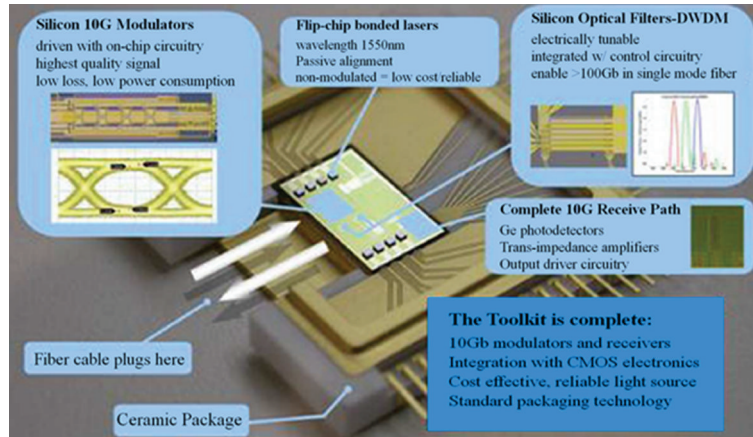 Silicon 10G Modulators
driven with on-chip circuitry
highest quality signal
low loss, low power consumption
Flip-chip bonded lasers
wavelength 1550nm
Passive alignment
non-modulated = low cost/reliable
Silicon Optical Filters-DWDM
electrically tunable
integrated w/ control circuitry
enable >100Gb in single mode fiber
Complete 10G Receive Path
Ge photodetectors
Trans-impedance amplifiers
Output driver circuitry
Fiber cable plugs here
Ceramic Package
The Toolkit is complete:
10Gb modulators and receivers
Integration with CMOS electronics
Cost effective, reliable light source
Standard packaging technology